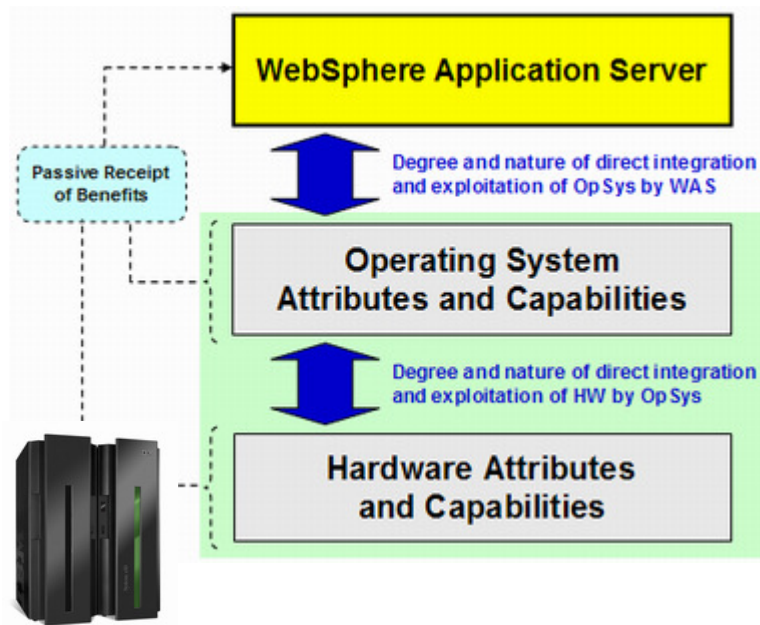 WebSphere Application Server
Passive Receipt
of Benefits
Degree and nature of direct integration
and exploitation of OpSys by WAS
Operating System
Attributes and Capabilities
Degree and nature of direct integration
and exploitation of HW by OpSys
Hardware Attributes
and Capabilities